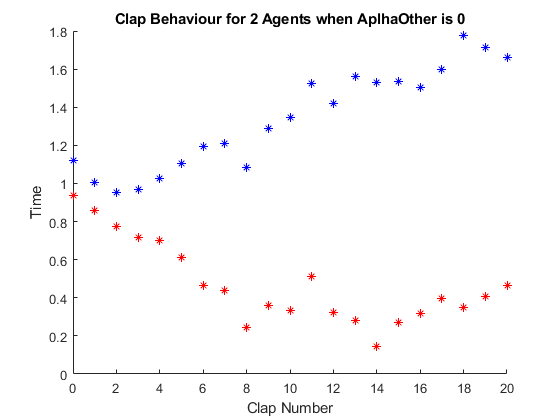 Clap Behaviour for 2 Agents when AplhaOther is 0
1.8
1.6
1.4
1.2
1
0.8
0.6
0.4
0.2
0
Time
0 2 4 6 8 10 12 14 16 18 20
Clap Number